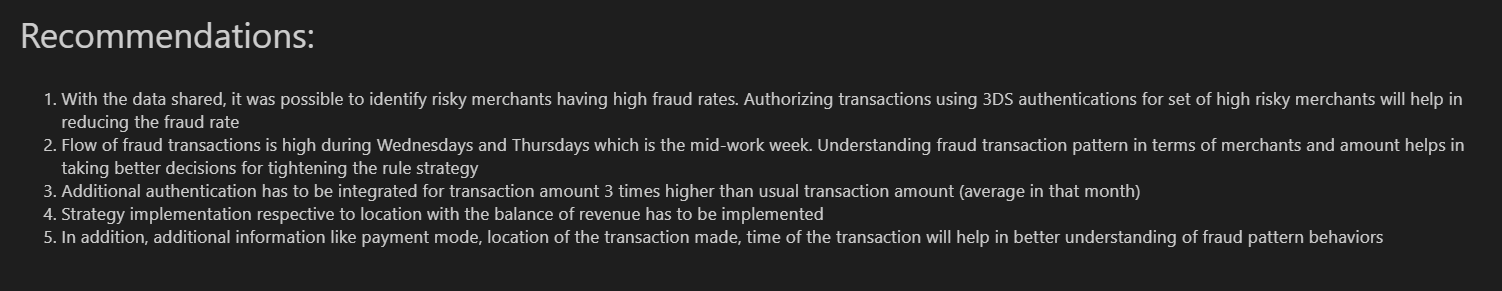 Recommendations:
1. With the data shared, it was possible to identify risky merchants having high fraud rates. Authorizing transactions using 3DS authentications for set of high risky merchants will help in
reducing the fraud rate
2. Flow of fraud transactions is high during Wednesdays and Thursdays which is the mid-work week. Understanding fraud transaction pattern in terms of merchants and amount helps in
taking better decisions for tightening the rule strategy
3. Additional authentication has to be integrated for transaction amount 3 times higher than usual transaction amount (average in that month)
4. Strategy implementation respective to location with the balance of revenue has to be implemented
5. In addition, additional information like payment mode, location of the transaction made, time of the transaction will help in better understanding of fraud pattern behaviors